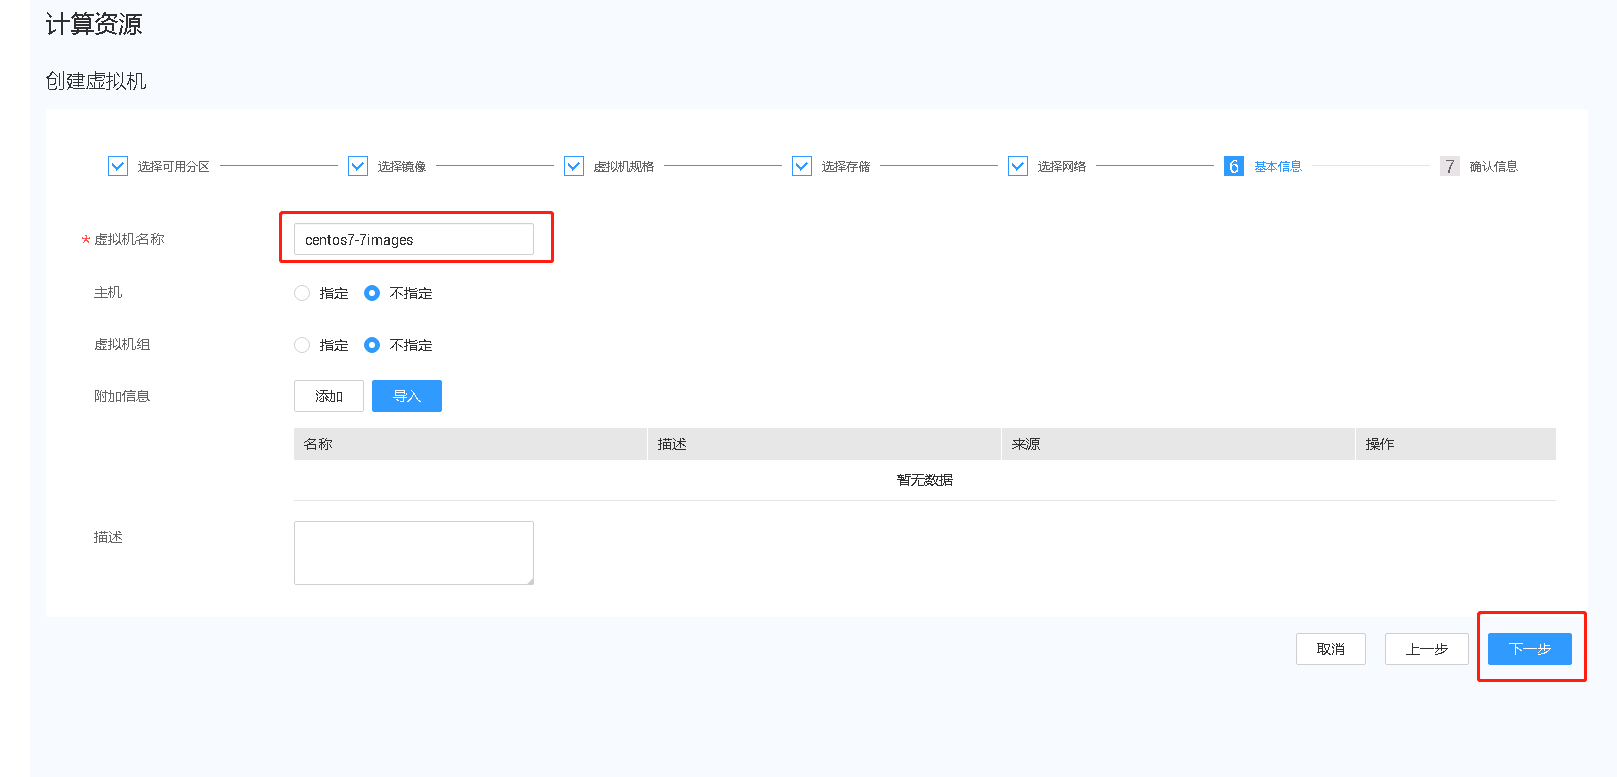 计算资源
创建虚拟机
选择可用分区 选择镜像 虚拟机规格 选择存储 选择网络 6 基本信息 7 确认信息
* 虚拟机名称 centos7-7images
主机 指定 不指定
虚拟机组 指定 不指定
附加信息 添加 导入
名称 描述 来源 操作
暂无数据
描述
取消 上一步 下一步